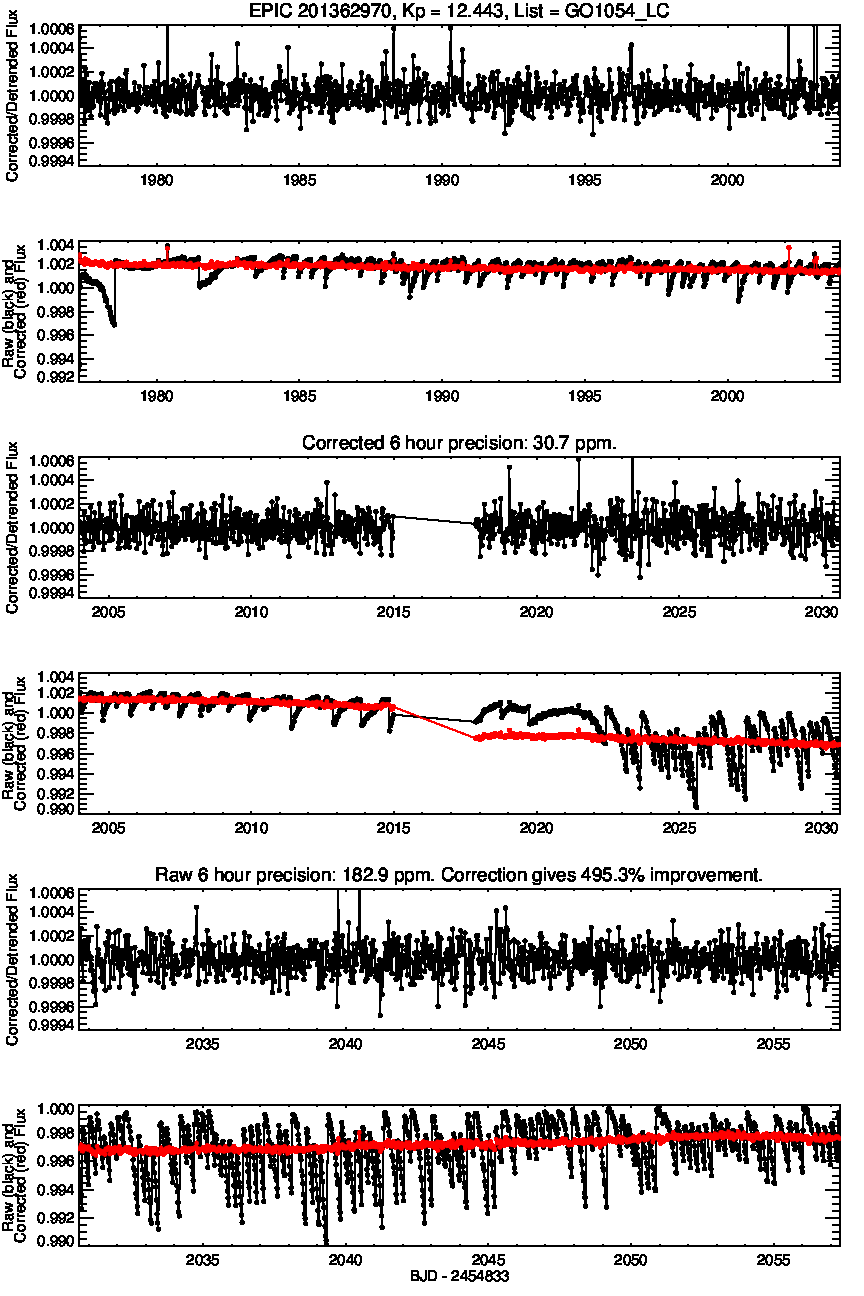 EPIC 201362970, Kp = 12.443, List = GO1054_LC
Corrected/Detrended Flux
1.0006
1.0004
1.0002
1.0000
0.9998
0.9996
0.9994
1980 1985 1990 1995 2000
Raw (black) and
Corrected (red) Flux
1.004
1.002
1.000
0.998
0.996
0.994
0.992
1980 1985 1990 1995 2000
Corrected 6 hour precision: 30.7 ppm.
Corrected/Detrended Flux
1.0006
1.0004
1.0002
1.0000
0.9998
0.9996
0.9994
2005 2010 2015 2020 2025 2030
Raw (black) and
Corrected (red) Flux
1.004
1.002
1.000
0.998
0.996
0.994
0.992
0.990
2005 2010 2015 2020 2025 2030
Raw 6 hour precision: 182.9 ppm. Correction gives 495.3% improvement.
Corrected/Detrended Flux
1.0006
1.0004
1.0002
1.0000
0.9998
0.9996
0.9994
2035 2040 2045 2050 2055
Raw (black) and
Corrected (red) Flux
1.000
0.998
0.996
0.994
0.992
0.990
2035 2040 2045 2050 2055
BJD - 2454833